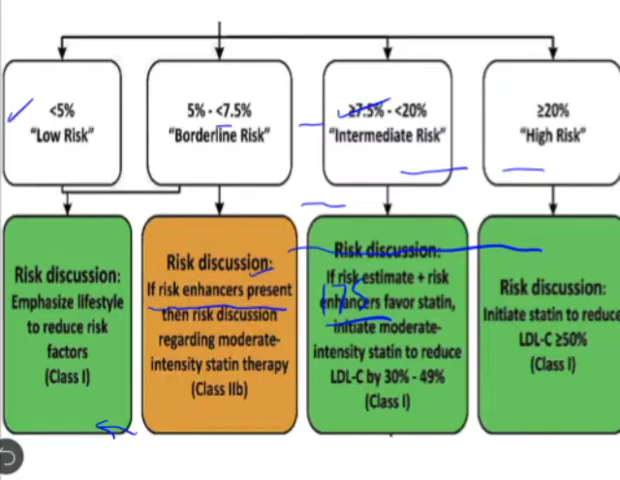 <5%
"Low Risk"
5% - <7.5%
"Borderline Risk"
≥7.5% - <20%
"Intermediate Risk"
≥20%
"High Risk"
Risk discussion:
Emphasize lifestyle
to reduce risk
factors
(Class I)
Risk discussion:
If risk enhancers present
then risk discussion
regarding moderate-
intensity statin therapy
(Class IIb)
Risk discussion:
If risk estimate + risk
enhancers favor statin,
initiate moderate-
intensity statin to reduce
LDL-C by 30% - 49%
(Class I)
175
Risk discussion:
Initiate statin to reduce
LDL-C ≥50%
(Class I)